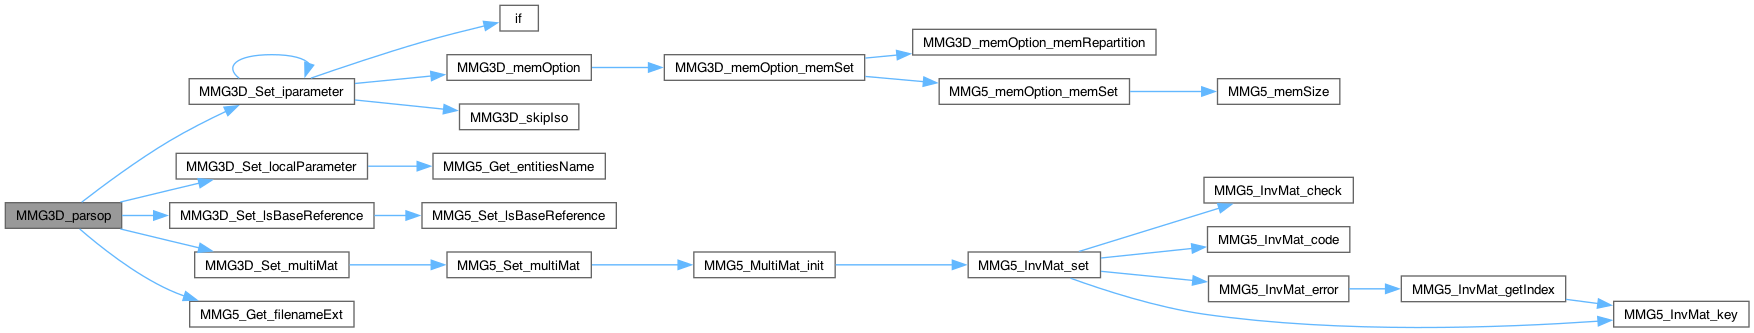 if
MMG3D_memOption_memRepartition
MMG3D_memOption
MMG3D_memOption_memSet
MMG3D_Set_iparameter
MMG5_memOption_memSet
MMG5_memSize
MMG3D_skipIso
MMG3D_Set_localParameter
MMG5_Get_entitiesName
MMG5_InvMat_check
MMG3D_parsop
MMG3D_Set_lsBaseReference
MMG5_Set_lsBaseReference
MMG5_InvMat_code
MMG3D_Set_multiMat
MMG5_Set_multiMat
MMG5_MultiMat_init
MMG5_InvMat_set
MMG5_InvMat_error
MMG5_InvMat_getIndex
MMG5_Get_filenameExt
MMG5_InvMat_key